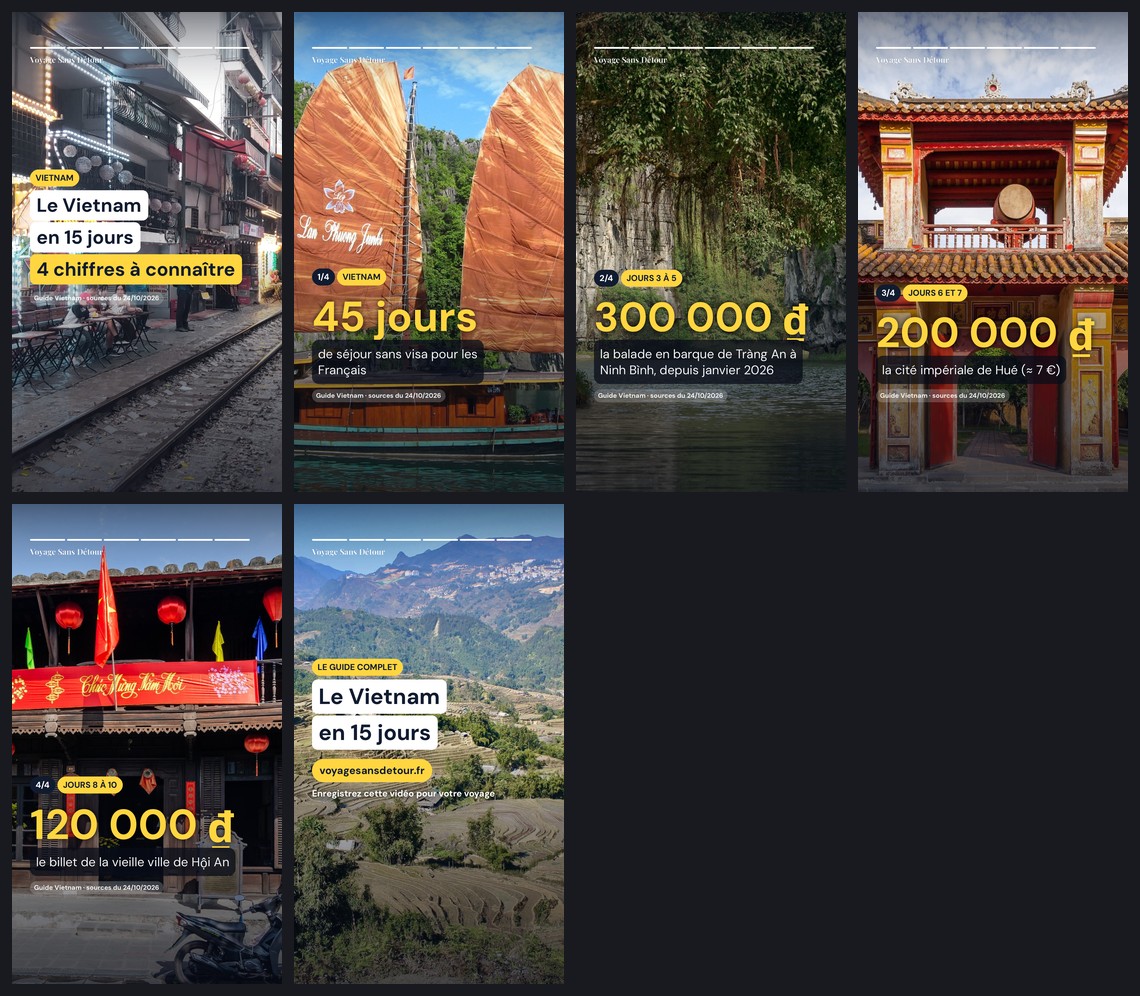 Voyage Sans Détour
VIETNAM
Le Vietnam
en 15 jours
4 chiffres à connaître
Guide Vietnam · sources du 24/10/2026
Voyage Sans Détour
Lan Phuong Junks
1/4 VIETNAM
45 jours
de séjour sans visa pour les
Français
Guide Vietnam · sources du 24/10/2026
Voyage Sans Détour
2/4 JOURS 3 À 5
300 000 ₫
la balade en barque de Tràng An à
Ninh Bình, depuis janvier 2026
Guide Vietnam · sources du 24/10/2026
Voyage Sans Détour
3/4 JOURS 6 ET 7
200 000 ₫
la cité impériale de Hué (≈ 7 €)
Guide Vietnam · sources du 24/10/2026
Voyage Sans Détour
Chúc Mừng Năm Mới
4/4 JOURS 8 À 10
120 000 ₫
le billet de la vieille ville de Hội An
Guide Vietnam · sources du 24/10/2026
Voyage Sans Détour
LE GUIDE COMPLET
Le Vietnam
en 15 jours
voyagesansdetour.fr
Enregistrez cette vidéo pour votre voyage